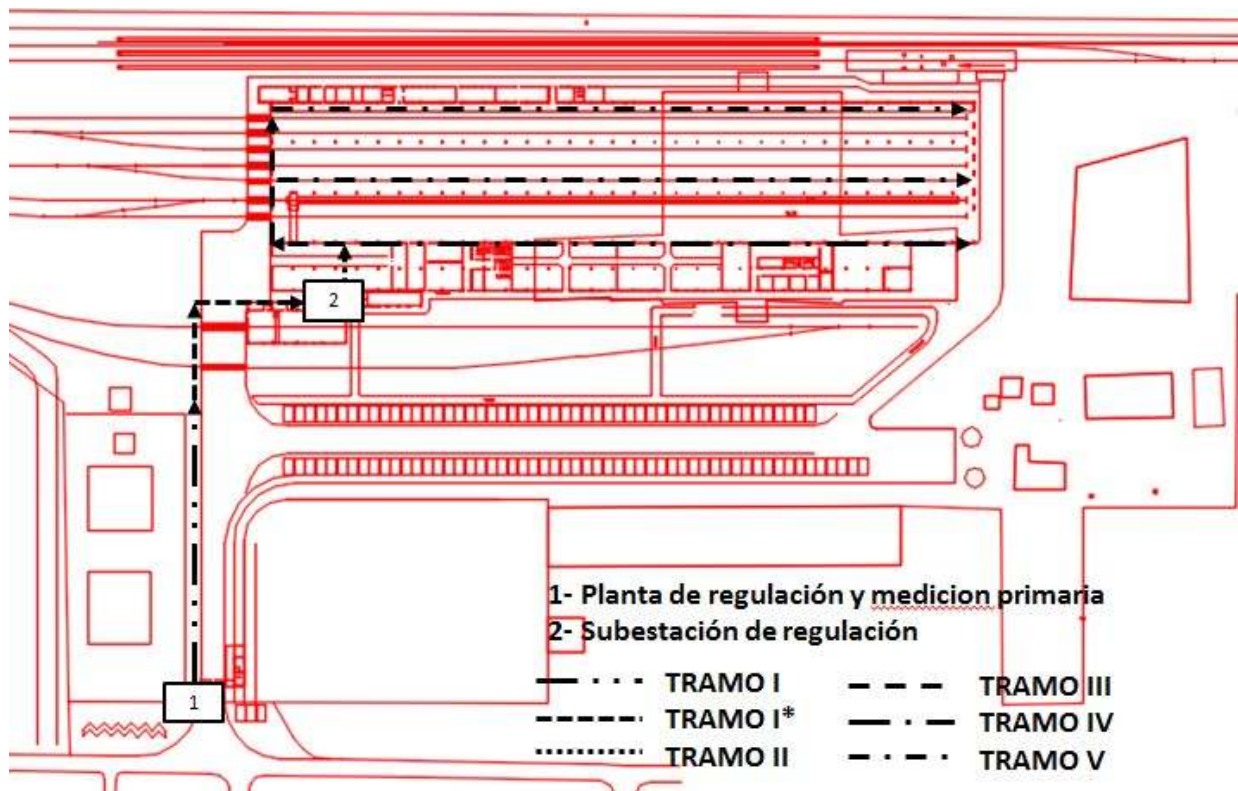 2
1- Planta de regulación y medicion primaria
2- Subestación de regulación
1
TRAMO I
TRAMO III
TRAMO I*
TRAMO IV
TRAMO II
TRAMO V